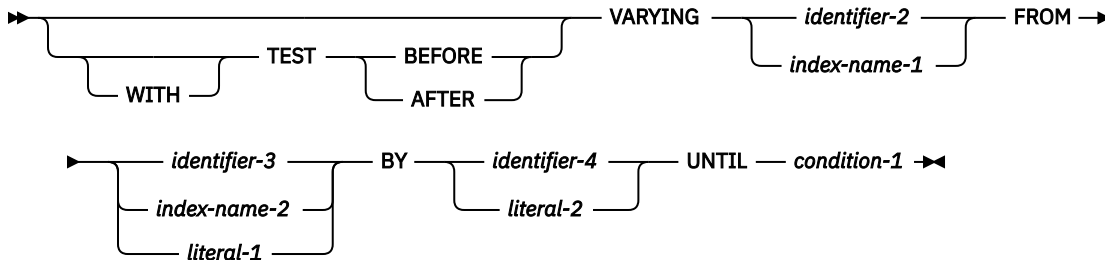 VARYING identifier-2 FROM
index-name-1
TEST BEFORE
WITH AFTER
identifier-3 BY identifier-4 UNTIL condition-1
index-name-2 literal-2
literal-1